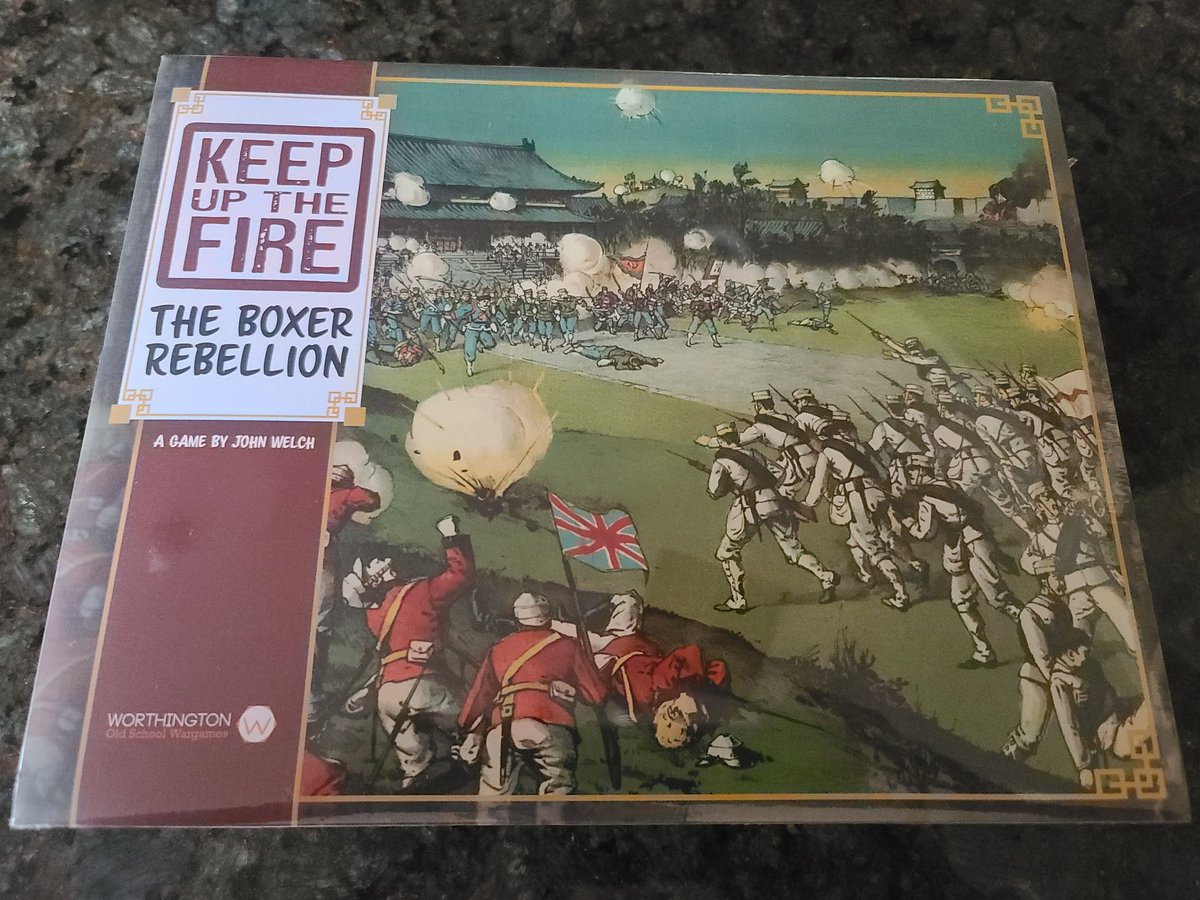 KEEP
UP THE
FIRE
THE BOXER
REBELLION
A GAME BY JOHN WELCH
WORTHINGTON
Old School Wargames
W